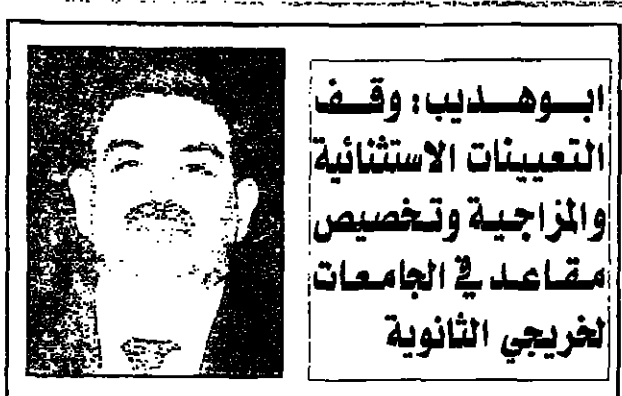 ابوهديب: وقف
التعيينات الاستثنائية
والمزاجية وتخصيص
مقاعد في الجامعات
لخريجي الثانوية